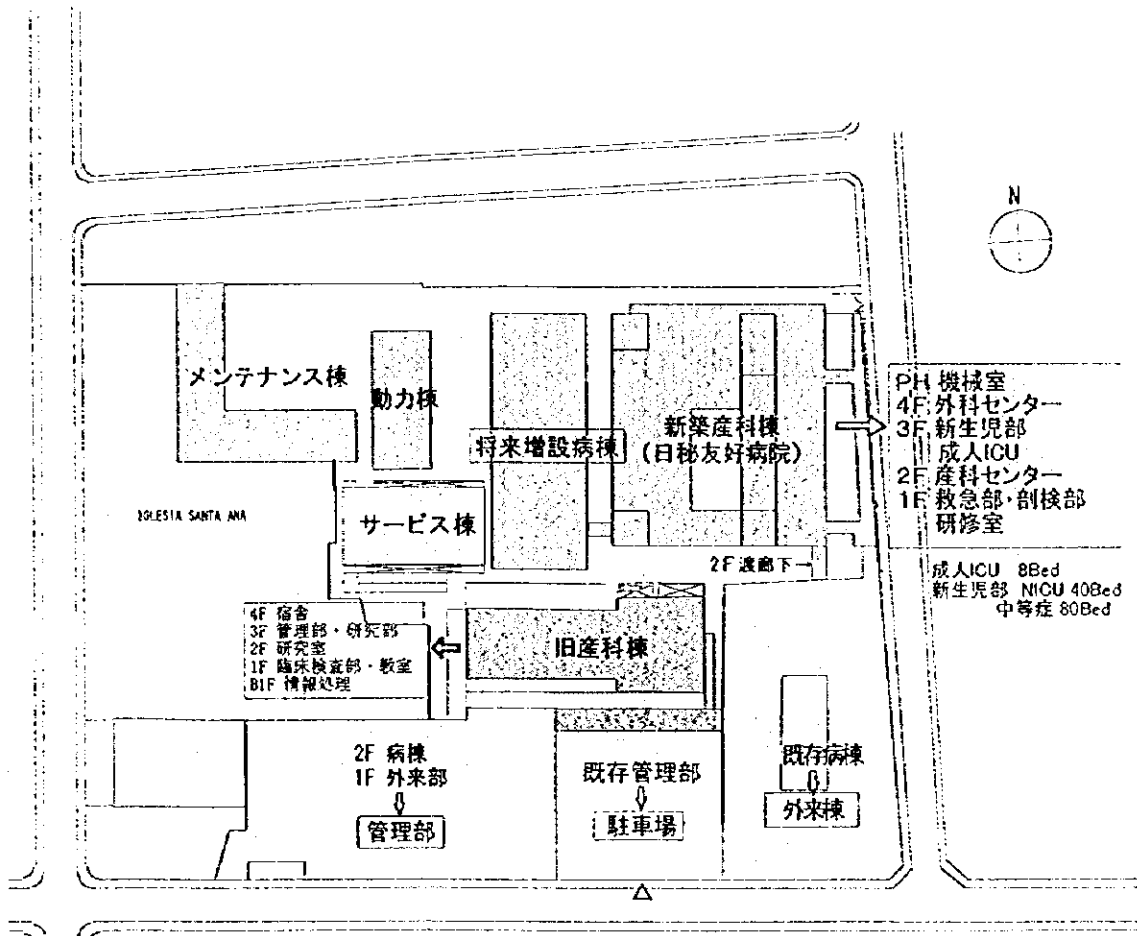 N
メンテナンス棟
動力棟
将来増設病棟
新築産科棟
(日秘友好病院)
PH 機械室
4F 外科センター
3F 新生児部
成人ICU
2F 産科センター
1F 救急部・剖検部
研修室
IGLESIA SANTA ANA
サービス棟
2F 渡廊下
成人ICU 8Bed
新生児部 NICU 40Bed
中等症 80Bed
4F 宿舎
3F 管理部・研究部
2F 研究室
1F 臨床検査部・教室
B1F 情報処理
旧産科棟
2F 病棟
1F 外来部
管理部
既存管理部
駐車場
既存病棟
外来棟